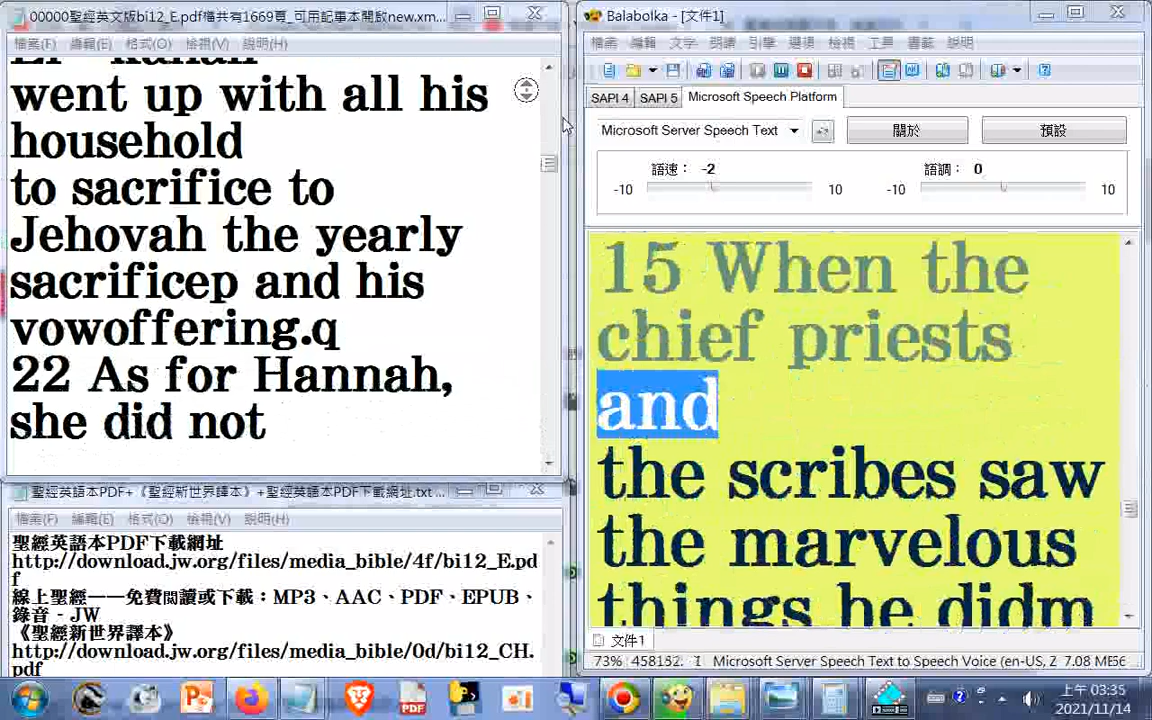 00000聖經英文版bi12_E.pdf檔共有1669頁_可用記事本開啟new.xm...
檔案(F) 編輯(E) 格式(O) 檢視(V) 說明(H)
went up with all his
household
to sacrifice to
Jehovah the yearly
sacrificep and his
vowoffering.q
22 As for Hannah,
she did not
聖經英語本PDF+《聖經新世界譯本》+聖經英語本PDF下載網址.txt ...
檔案(F) 編輯(E) 格式(O) 檢視(V) 說明(H)
聖經英語本PDF下載網址
http://download.jw.org/files/media_bible/4f/bi12_E.pd
f
線上聖經——免費閱讀或下載：MP3、AAC、PDF、EPUB、
錄音 - JW
《聖經新世界譯本》
http://download.jw.org/files/media_bible/0d/bi12_CH.
pdf
Balabolka - [文件1]
檔案 編輯 文字 朗讀 引擎 選項 檢視 工具 書籤 說明
SAPI 4 SAPI 5 Microsoft Speech Platform
Microsoft Server Speech Text 關於 預設
語速： -2 語調： 0
-10 10 -10 10
15 When the
chief priests
and
the scribes saw
the marvelous
things he didm
文件1
73% 458152. Microsoft Server Speech Text to Speech Voice (en-US, Z 7.08 ME56
上午 03:35
2021/11/14